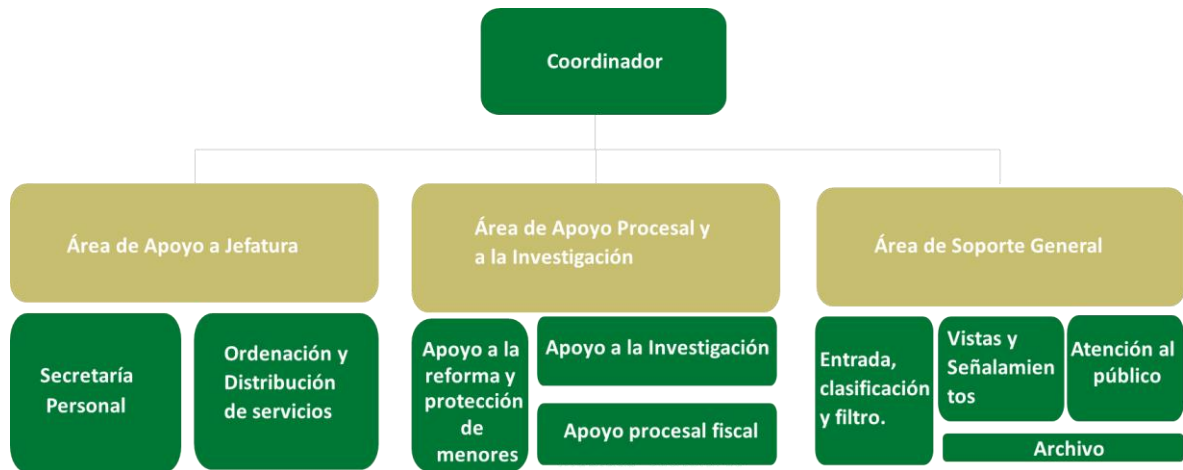 Coordinador
Área de Apoyo a Jefatura
Área de Apoyo Procesal y
a la Investigación
Área de Soporte General
Secretaría
Personal
Ordenación y
Distribución
de servicios
Apoyo a la
reforma y
protección
de
menores
Apoyo a la Investigación
Apoyo procesal fiscal
Entrada,
clasificación
y filtro.
Vistas y
Señalamien
tos
Atención al
público
Archivo